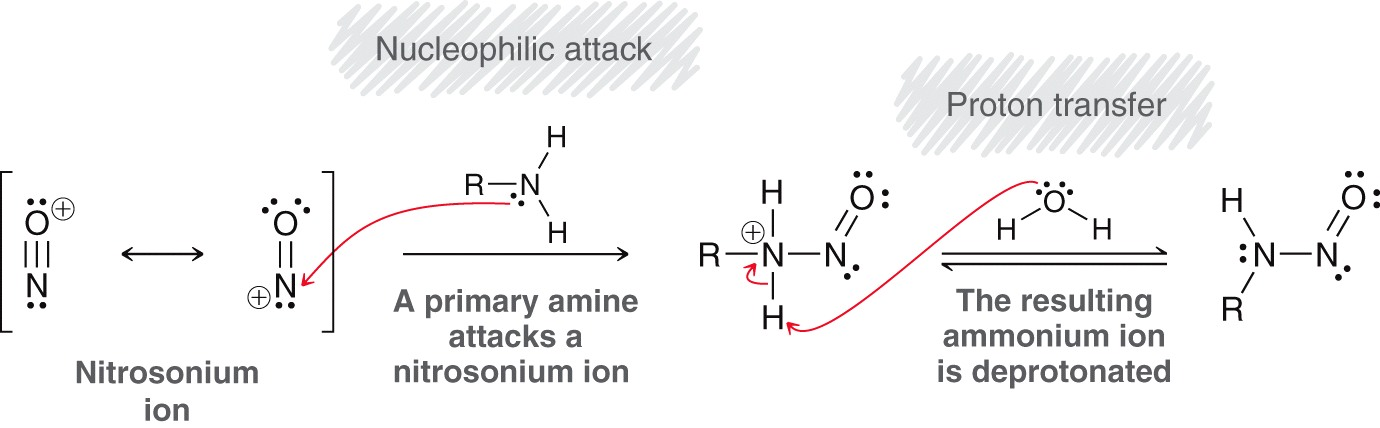 Nucleophilic attack
Proton transfer
O⊕
N
O
⊕N
R N H
H
H
R N⊕ N O
H
H O H
H
N N O
R
A primary amine
attacks a
nitrosonium ion
The resulting
ammonium ion
is deprotonated
Nitrosonium
ion